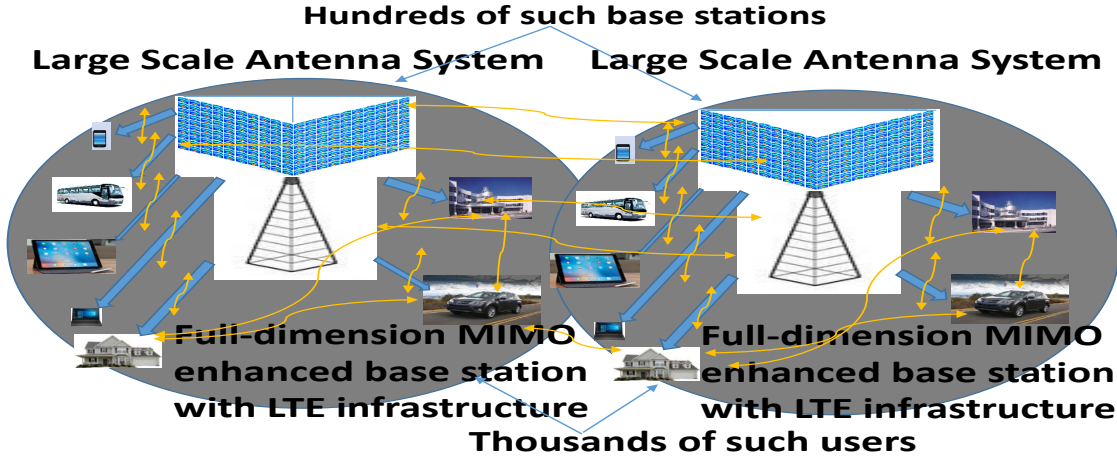 Hundreds of such base stations
Large Scale Antenna System
Large Scale Antenna System
Full-dimension MIMO
enhanced base station
with LTE infrastructure
Full-dimension MIMO
enhanced base station
with LTE infrastructure
Thousands of such users